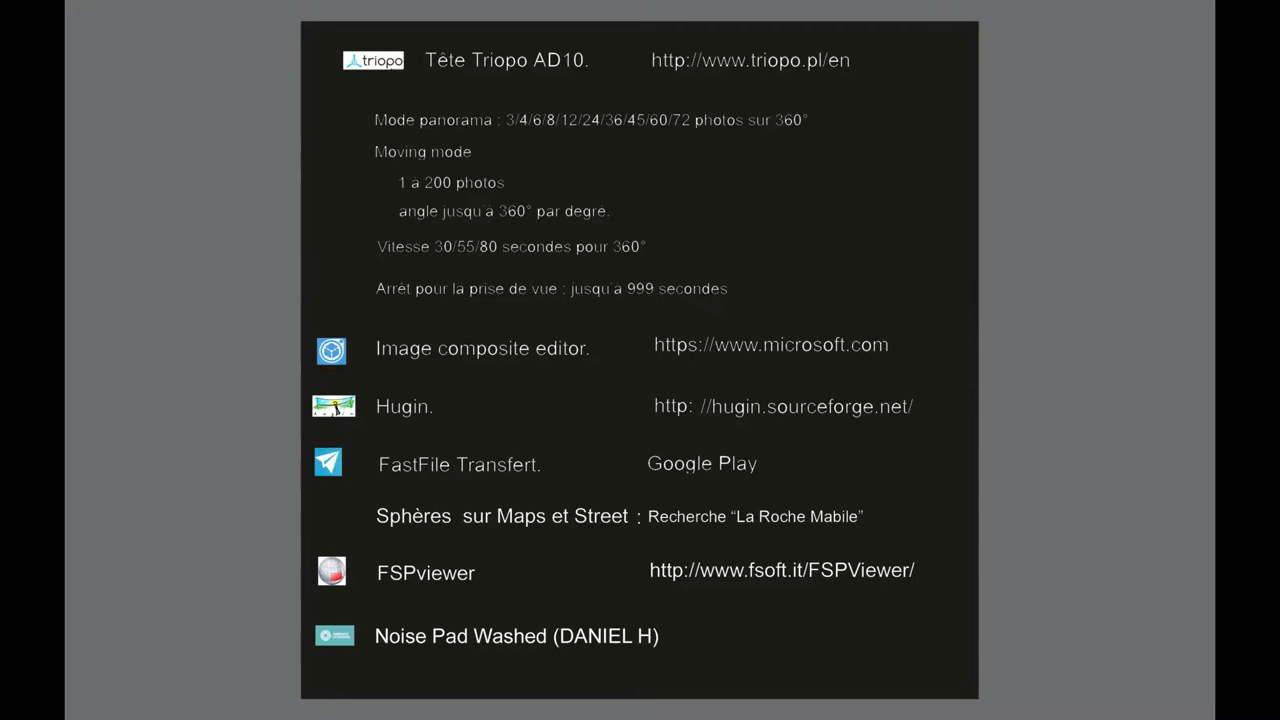 triopo Tête Triopo AD10. http://www.triopo.pl/en
Mode panorama : 3/4/6/8/12/24/36/45/60/72 photos sur 360°
Moving mode
1 à 200 photos
angle jusqu'à 360° par degré.
Vitesse 30/55/80 secondes pour 360°
Arrêt pour la prise de vue : jusqu'à 999 secondes
Image composite editor. https://www.microsoft.com
Hugin. http: //hugin.sourceforge.net/
FastFile Transfert. Google Play
Sphères sur Maps et Street : Recherche “La Roche Mabile”
FSPviewer http://www.fsoft.it/FSPViewer/
Noise Pad Washed (DANIEL H)